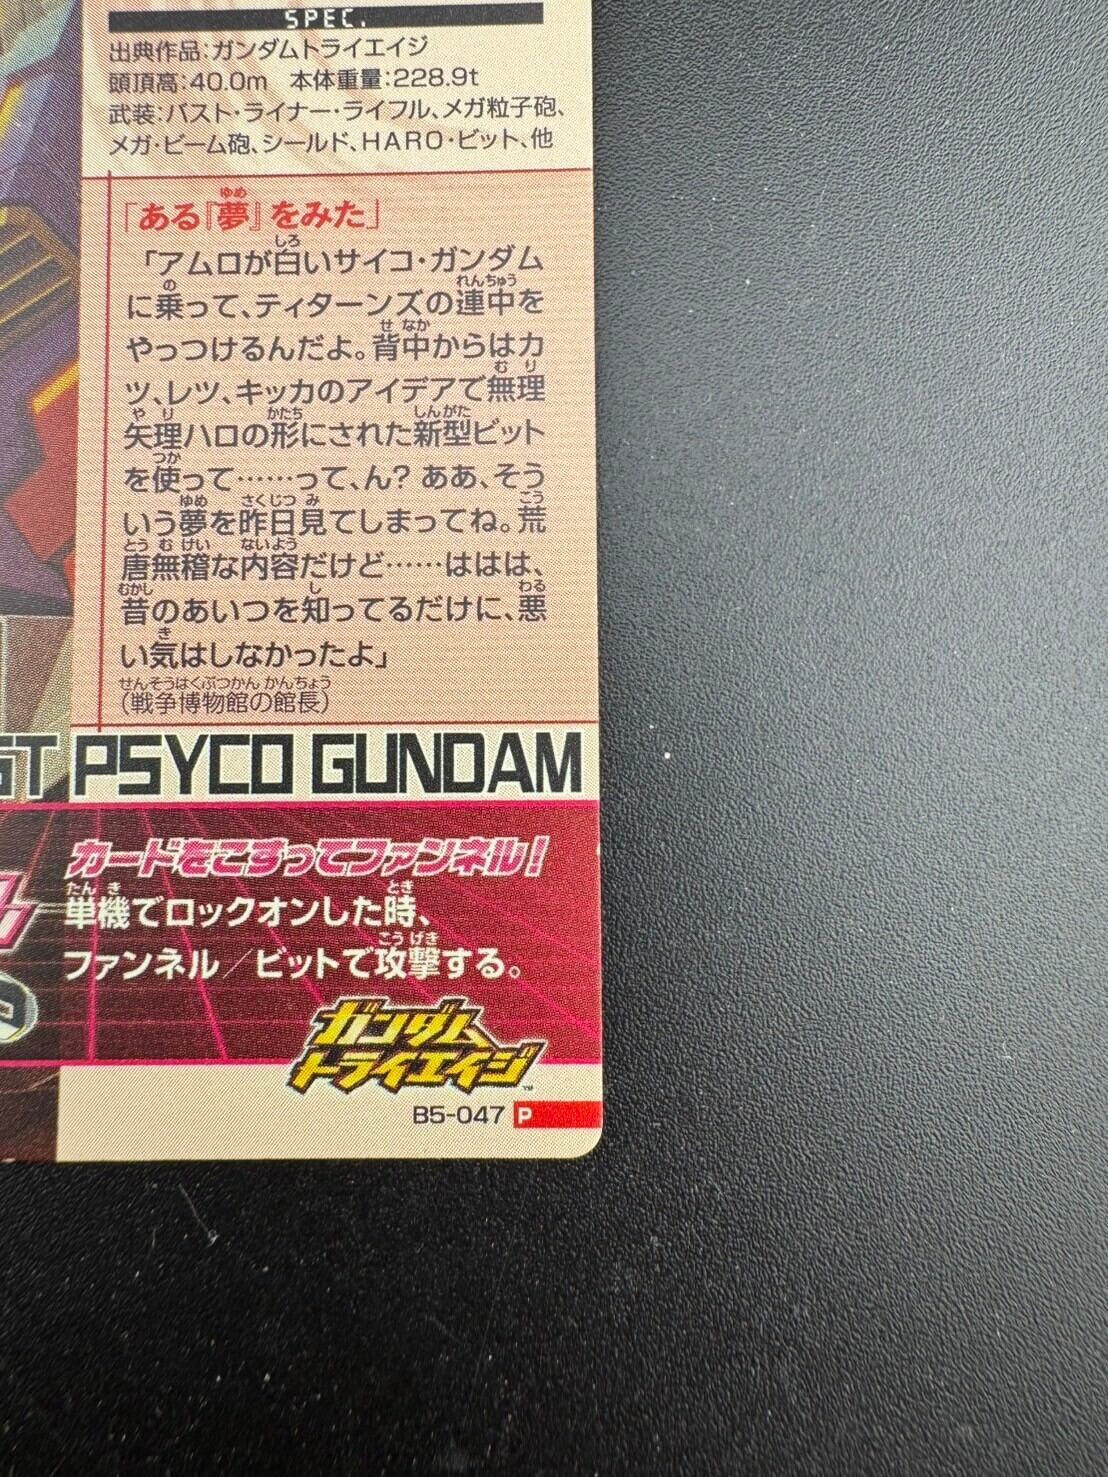 SPEC.
出典作品:ガンダムトライエイジ
頭頂高:40.0m 本体重量:228.9t
武装:バスト・ライナー・ライフル、メガ粒子砲、
メガ・ビーム砲、シールド、HARO・ビット、他
「ある『夢』をみた」
「アムロが白いサイコ・ガンダム
に乗って、ティターンズの連中を
やっつけるんだよ。背中からはカ
ツ、レツ、キッカのアイデアで無理
矢理ハロの形にされた新型ビット
を使って……って、ん? ああ、そう
いう夢を昨日見てしまってね。荒
唐無稽な内容だけど……ははは、
昔のあいつを知ってるだけに、悪
い気はしなかったよ」
(戦争博物館の館長)
ST PSYCO GUNDAM
カードをこすってファンネル!
単機でロックオンした時、
ファンネル/ビットで攻撃する。
ガンダム
トライエイジ
B5-047 P